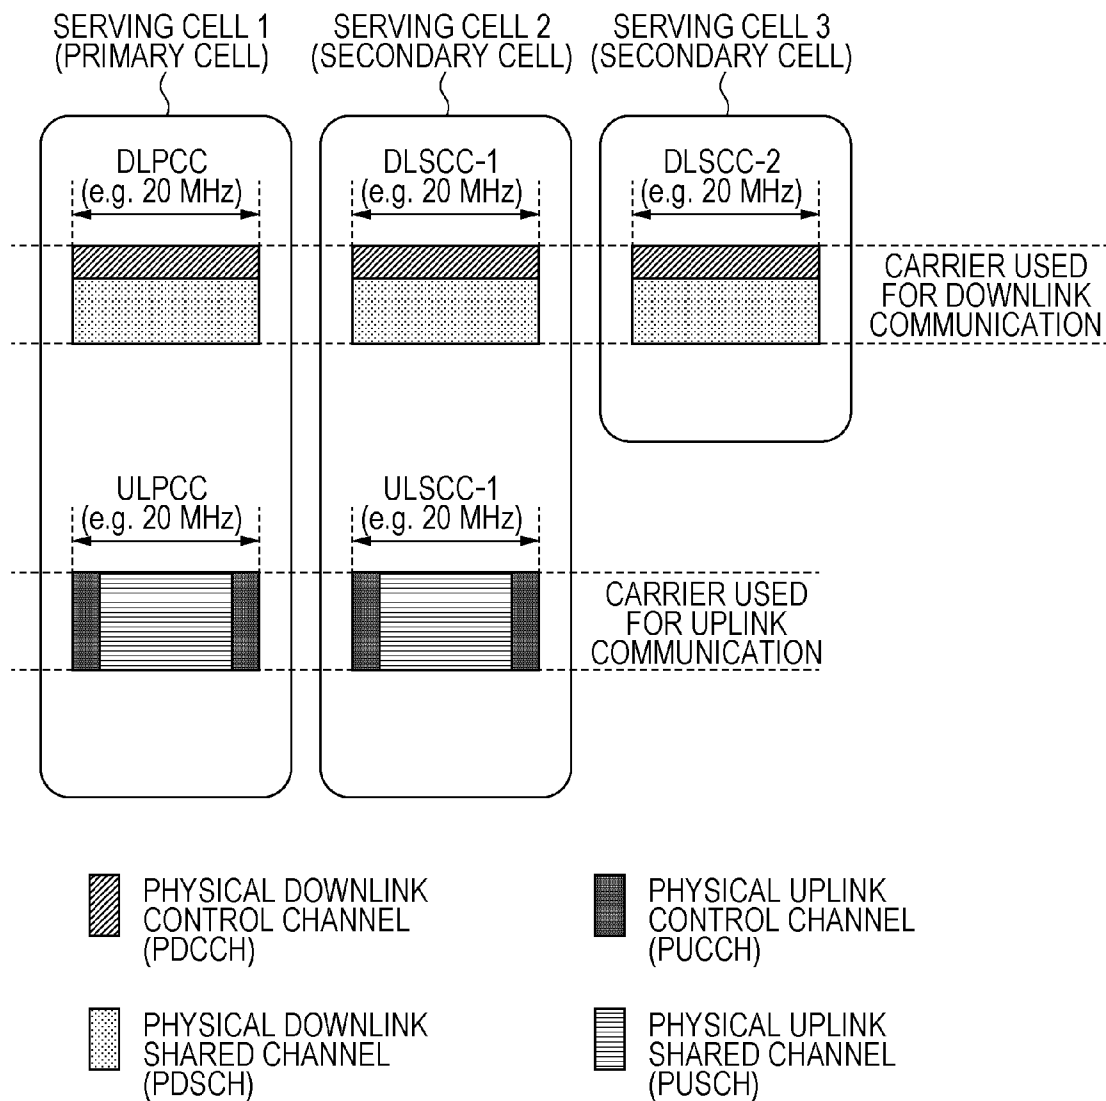 SERVING CELL 1
(PRIMARY CELL)
SERVING CELL 2
(SECONDARY CELL)
SERVING CELL 3
(SECONDARY CELL)
DLPCC
(e.g. 20 MHz)
DLSCC-1
(e.g. 20 MHz)
DLSCC-2
(e.g. 20 MHz)
CARRIER USED
FOR DOWNLINK
COMMUNICATION
ULPCC
(e.g. 20 MHz)
ULSCC-1
(e.g. 20 MHz)
CARRIER USED
FOR UPLINK
COMMUNICATION
PHYSICAL DOWNLINK
CONTROL CHANNEL
(PDCCH)
PHYSICAL UPLINK
CONTROL CHANNEL
(PUCCH)
PHYSICAL DOWNLINK
SHARED CHANNEL
(PDSCH)
PHYSICAL UPLINK
SHARED CHANNEL
(PUSCH)